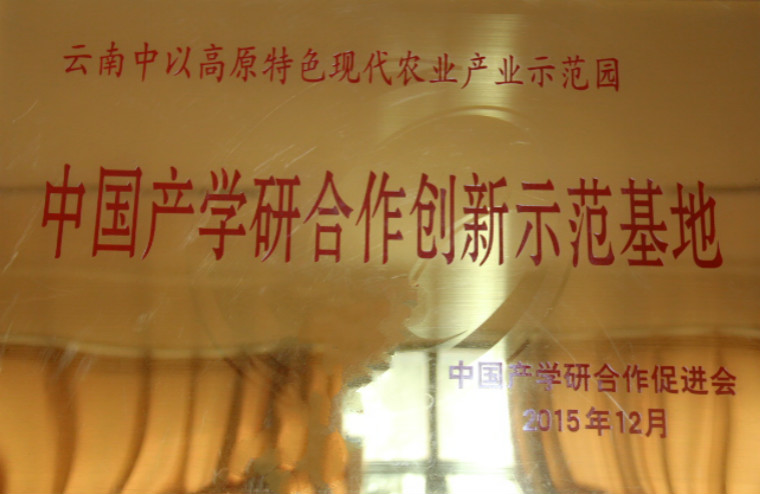 云南中以高原特色现代农业产业示范园
中国产学研合作创新示范基地
中国产学研合作促进会
2015年12月